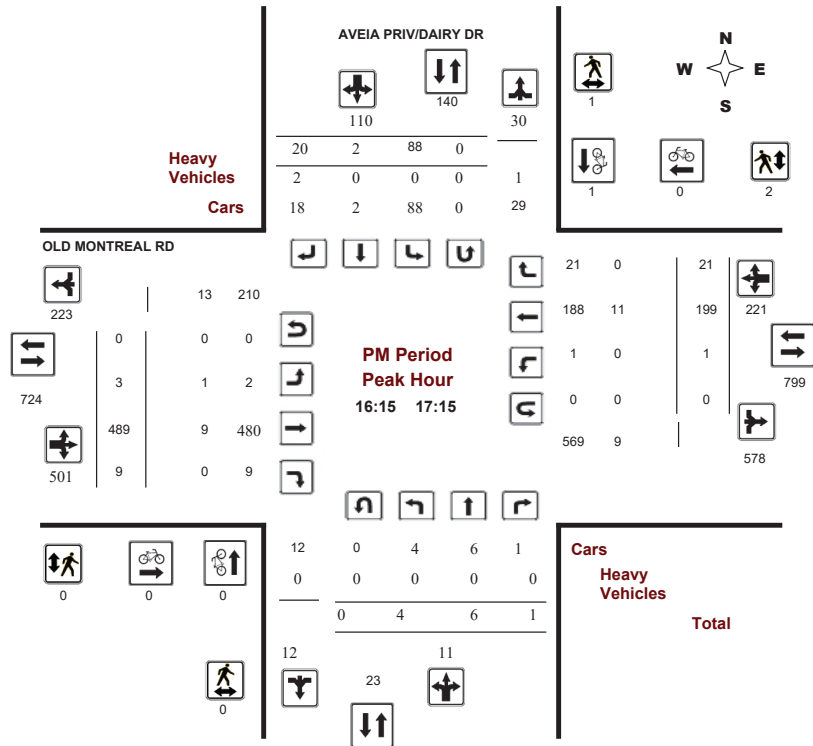 AVEIA PRIV/DAIRY DR
N
W E
S
140
1
110 30
20 2 88 0
Heavy
Vehicles
2 0 0 0 1
1 0 2
Cars 18 2 88 0 29
OLD MONTREAL RD
21 0 21
13 210
223
188 11 199 221
0 0 0
PM Period
Peak Hour
16:15 17:15
1 0 1
799
724
3 1 2
0 0 0
489 9 480
569 9
578
501
9 0 9
12 0 4 6 1 Cars
0 0 0 0 0 Heavy
Vehicles
0 0 0
0 4 6 1 Total
12 11
23
0